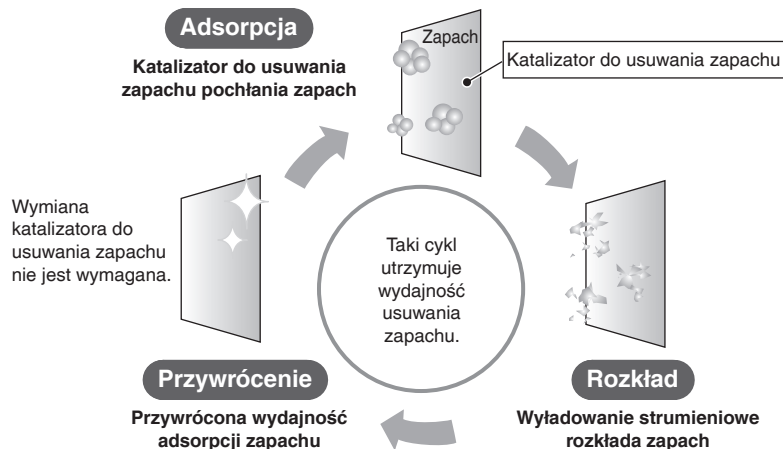 Adsorpcja
Katalizator do usuwania
zapachu pochłania zapach
Zapach
Katalizator do usuwania zapachu
Wymiana
katalizatora do
usuwania zapachu
nie jest wymagana.
Taki cykl
utrzymuje
wydajność
usuwania
zapachu.
Przywrócenie
Przywrócona wydajność
adsorpcji zapachu
Rozkład
Wyładowanie strumieniowe
rozkłada zapach